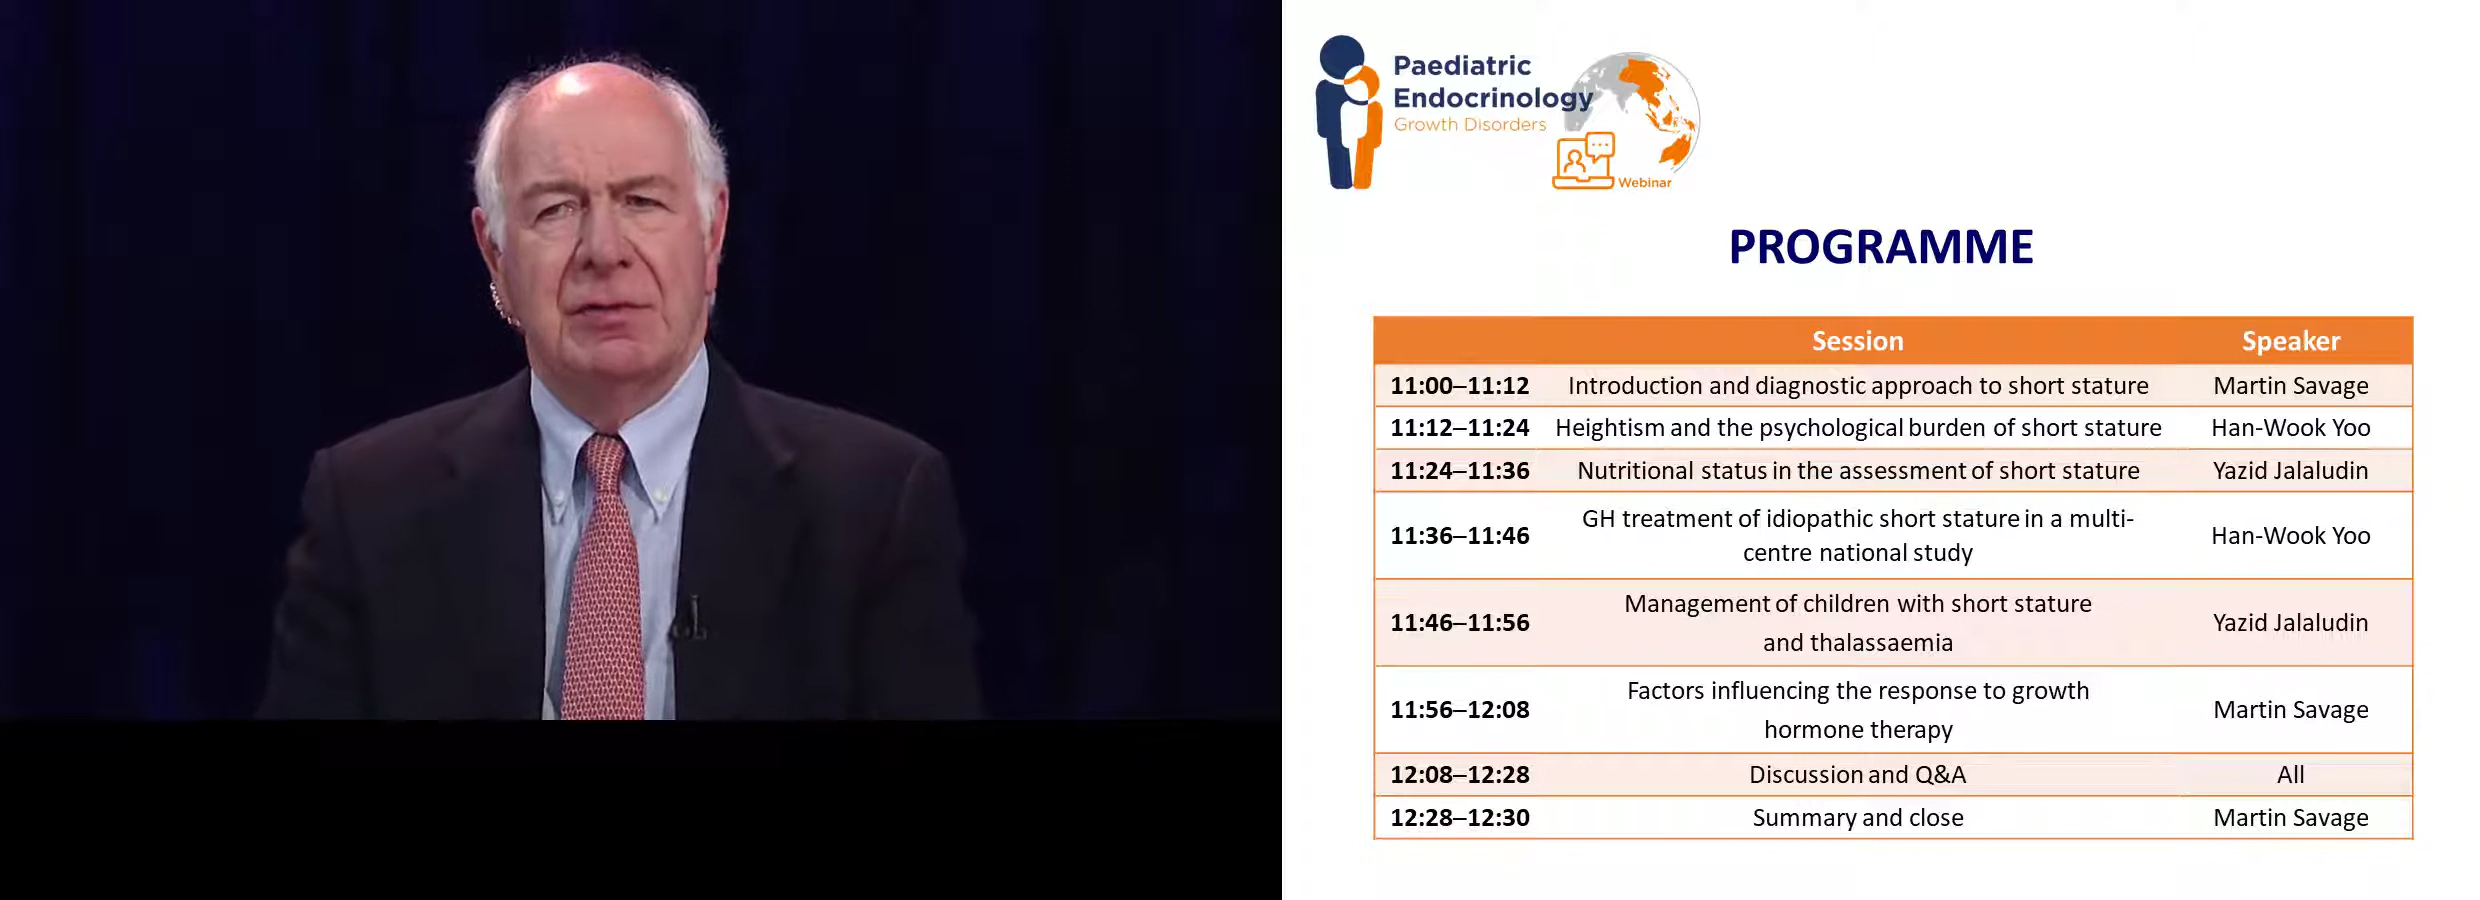 Paediatric
Endocrinology
Growth Disorders
Webinar
PROGRAMME
Session Speaker
11:00–11:12 Introduction and diagnostic approach to short stature Martin Savage
11:12–11:24 Heightism and the psychological burden of short stature Han-Wook Yoo
11:24–11:36 Nutritional status in the assessment of short stature Yazid Jalaludin
11:36–11:46 GH treatment of idiopathic short stature in a multi-
centre national study Han-Wook Yoo
11:46–11:56 Management of children with short stature
and thalassaemia Yazid Jalaludin
11:56–12:08 Factors influencing the response to growth
hormone therapy Martin Savage
12:08–12:28 Discussion and Q&A All
12:28–12:30 Summary and close Martin Savage